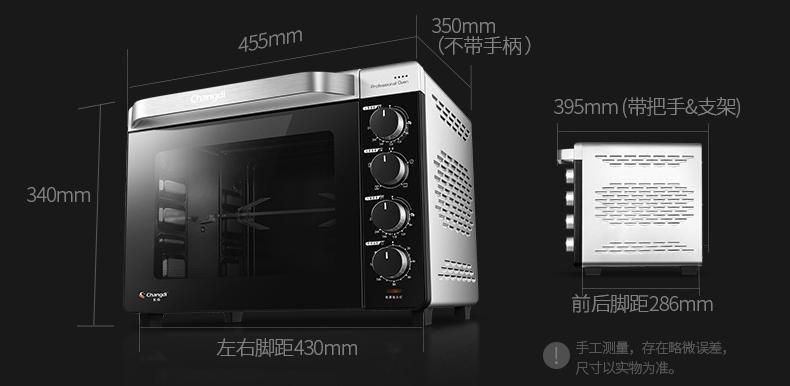 455mm
350mm
(不带手柄)
Changdi
Professional Oven
395mm (带把手&支架)
340mm
Changdi
前后脚距286mm
左右脚距430mm
! 手工测量，存在略微误差，
尺寸以实物为准。